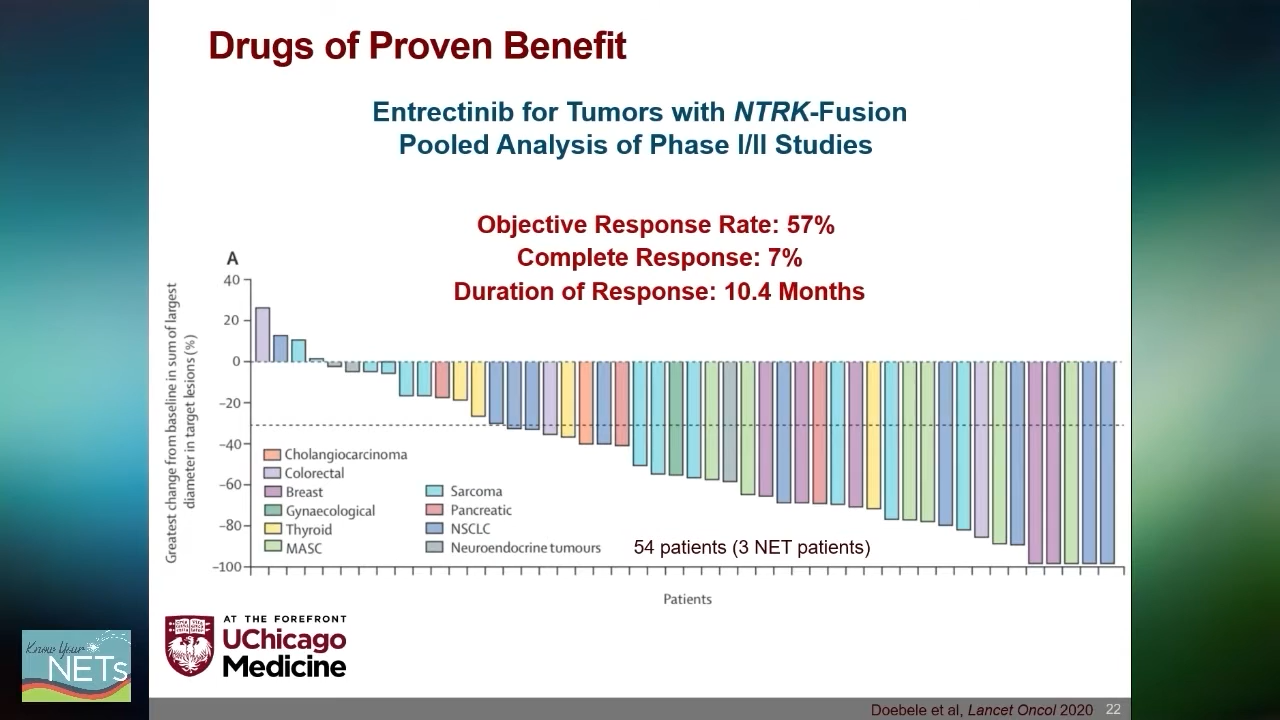 Drugs of Proven Benefit
Entrectinib for Tumors with NTRK-Fusion
Pooled Analysis of Phase I/II Studies
Objective Response Rate: 57%
Complete Response: 7%
Duration of Response: 10.4 Months
A
Greatest change from baseline in sum of largest
diameter in target lesions (%)
40
20
0
−20
−40
−60
−80
−100
Cholangiocarcinoma
Colorectal
Breast
Gynaecological
Thyroid
MASC
Sarcoma
Pancreatic
NSCLC
Neuroendocrine tumours
54 patients (3 NET patients)
Patients
AT THE FOREFRONT
UChicago
Medicine
Know Your
NETs
Doebele et al, Lancet Oncol 2020
22